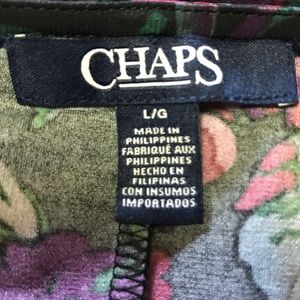 CHAPS
L/G
MADE IN
PHILIPPINES
FABRIQUÉ AUX
PHILIPPINES
HECHO EN
FILIPINAS
CON INSUMOS
IMPORTADOS